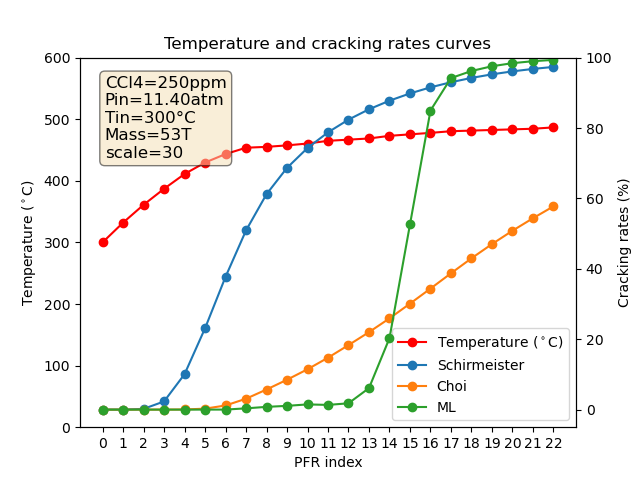 Temperature and cracking rates curves
CCl4=250ppm
Pin=11.40atm
Tin=300°C
Mass=53T
scale=30
600
500
400
300
200
100
0
Temperature (°C)
100
80
60
40
20
0
Cracking rates (%)
Temperature (°C)
Schirmeister
Choi
ML
0 1 2 3 4 5 6 7 8 9 10 11 12 13 14 15 16 17 18 19 20 21 22
PFR index